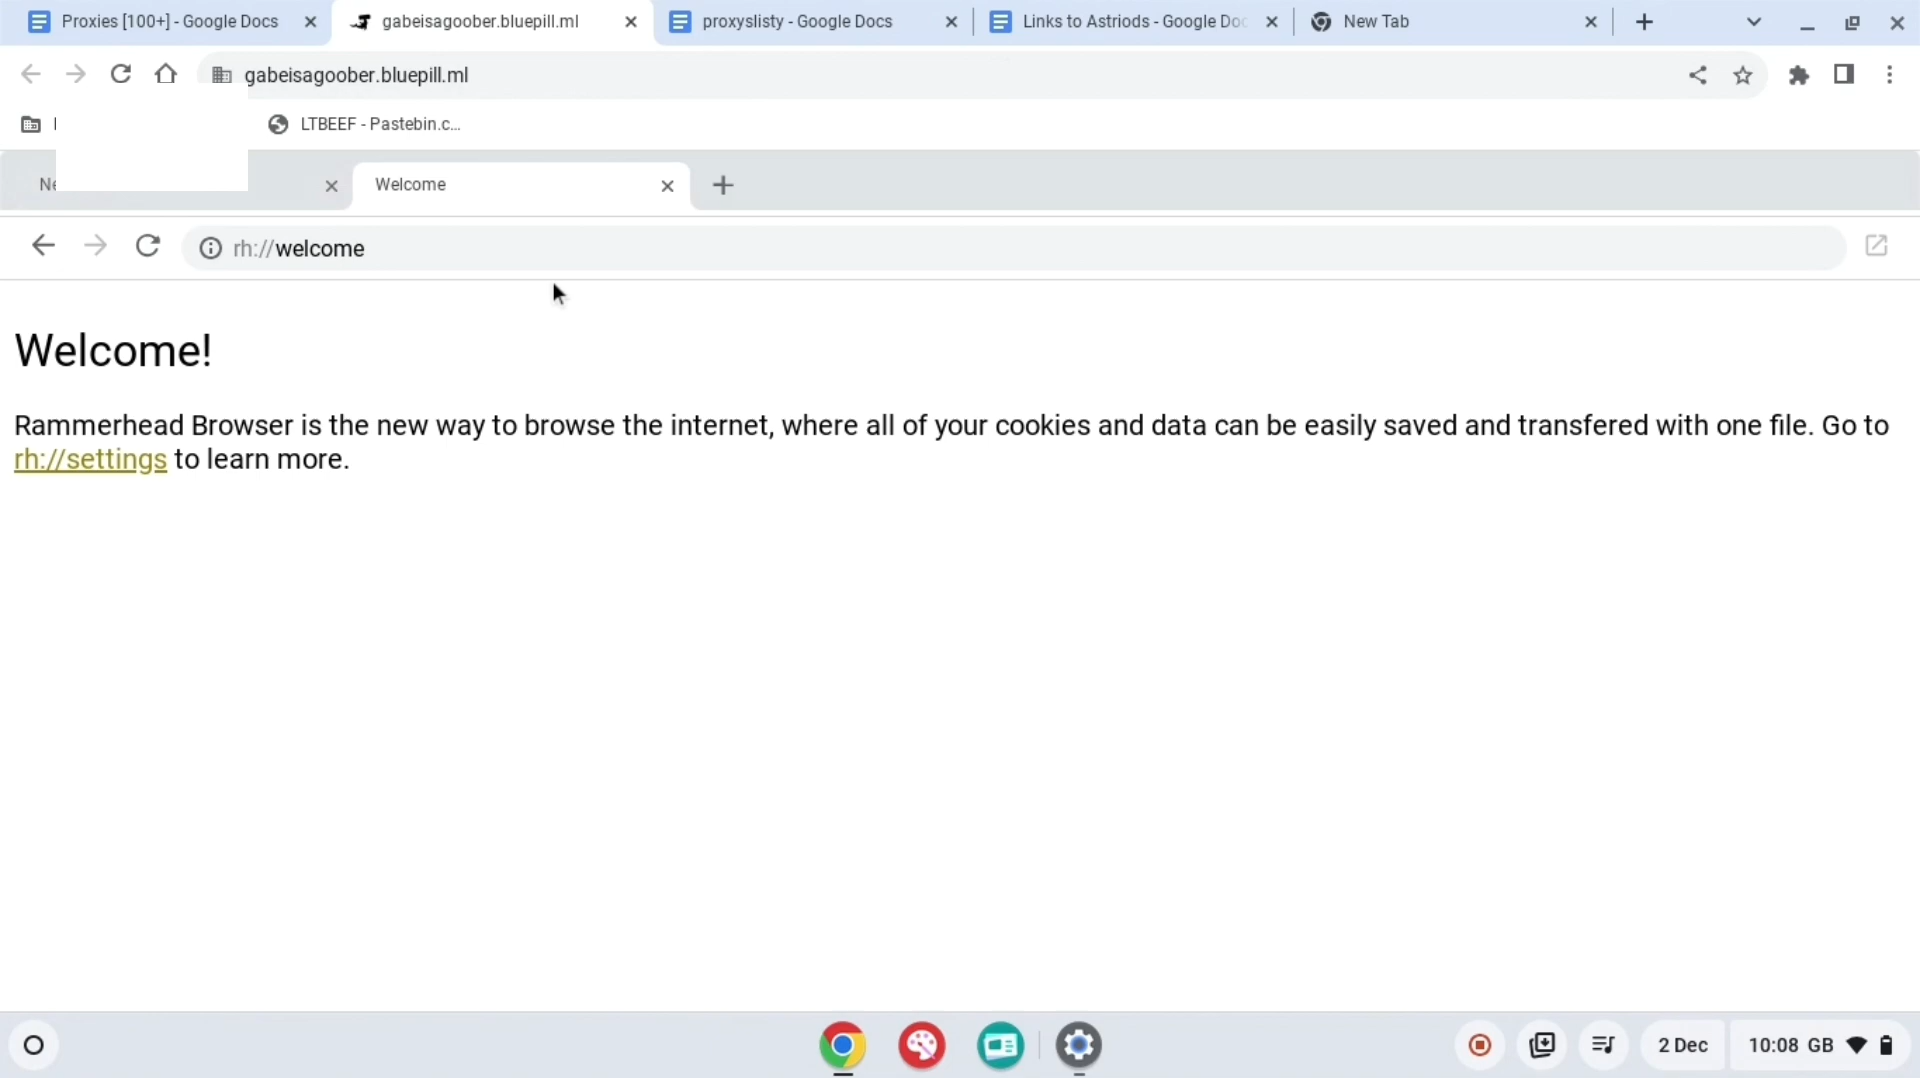 Proxies [100+] - Google Docs
gabeisagoober.bluepill.ml
proxyslisty - Google Docs
Links to Astriods - Google Doc
New Tab
gabeisagoober.bluepill.ml
LTBEEF - Pastebin.c...
Ne
Welcome
rh://welcome
Welcome!
Rammerhead Browser is the new way to browse the internet, where all of your cookies and data can be easily saved and transfered with one file. Go to
rh://settings to learn more.
2 Dec
10:08 GB